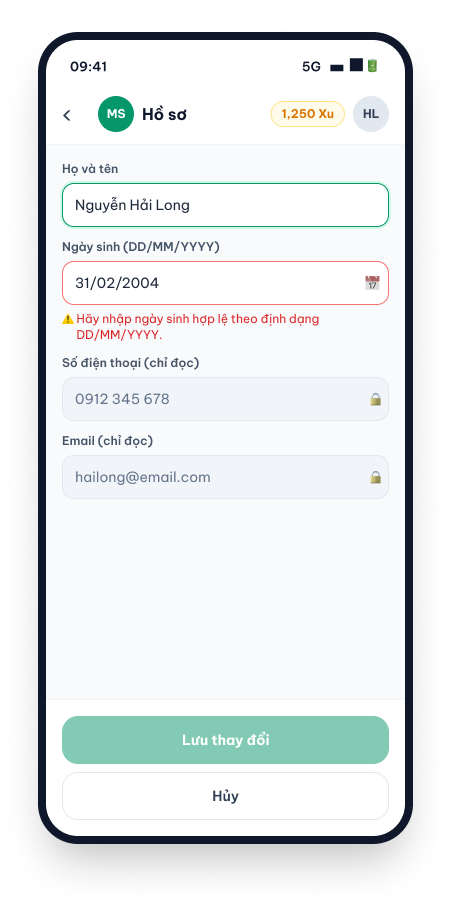 09:41 5G
MS Hồ sơ 1,250 Xu HL
Họ và tên
Nguyễn Hải Long
Ngày sinh (DD/MM/YYYY)
31/02/2004
Hãy nhập ngày sinh hợp lệ theo định dạng
DD/MM/YYYY.
Số điện thoại (chỉ đọc)
0912 345 678
Email (chỉ đọc)
hailong@email.com
Lưu thay đổi
Hủy